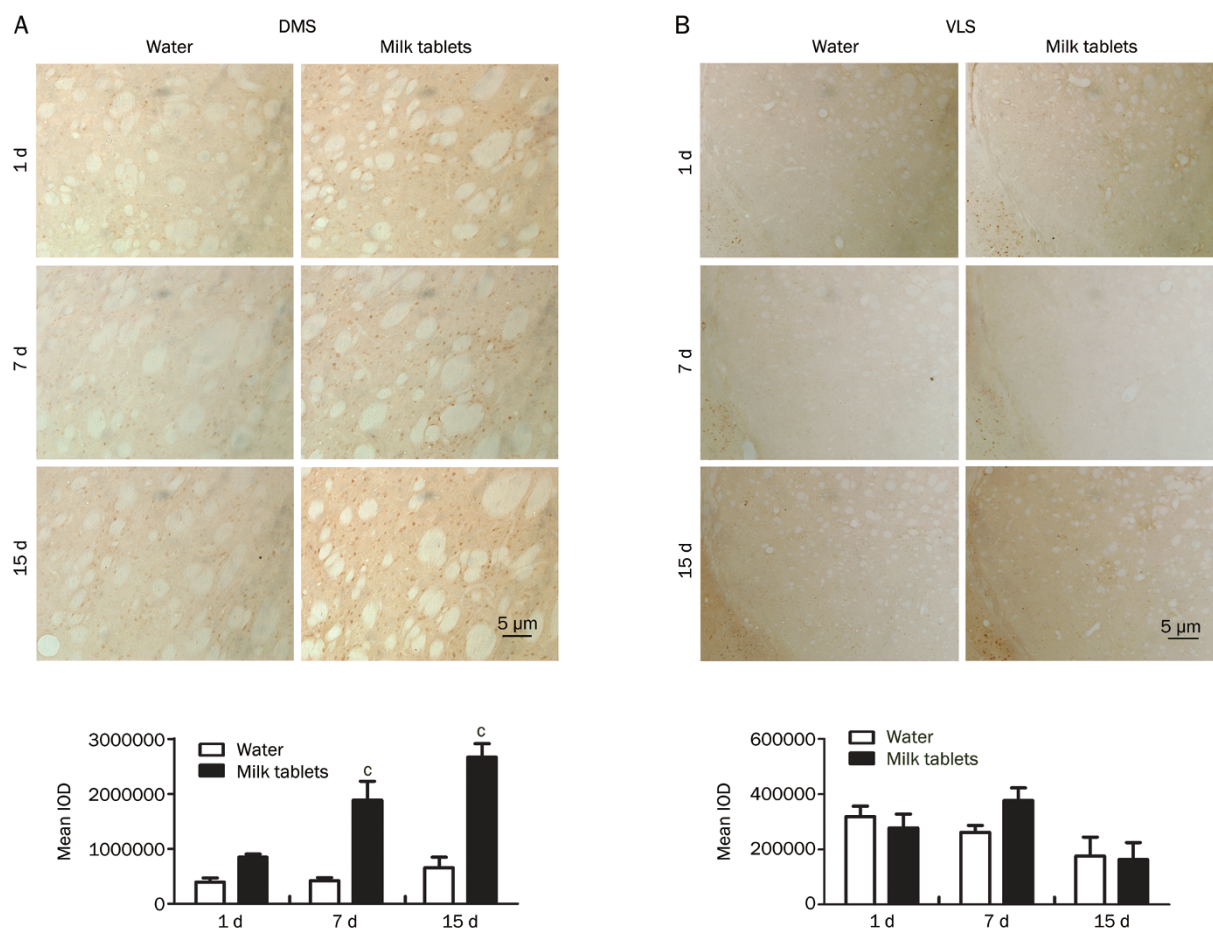 A
DMS
Water Milk tablets
1 d
7 d
15 d
5 µm
3000000
2000000
1000000
0
Mean IOD
Water
Milk tablets
c
c
1 d 7 d 15 d
B
VLS
Water Milk tablets
1 d
7 d
15 d
5 µm
600000
400000
200000
0
Mean IOD
Water
Milk tablets
1 d 7 d 15 d